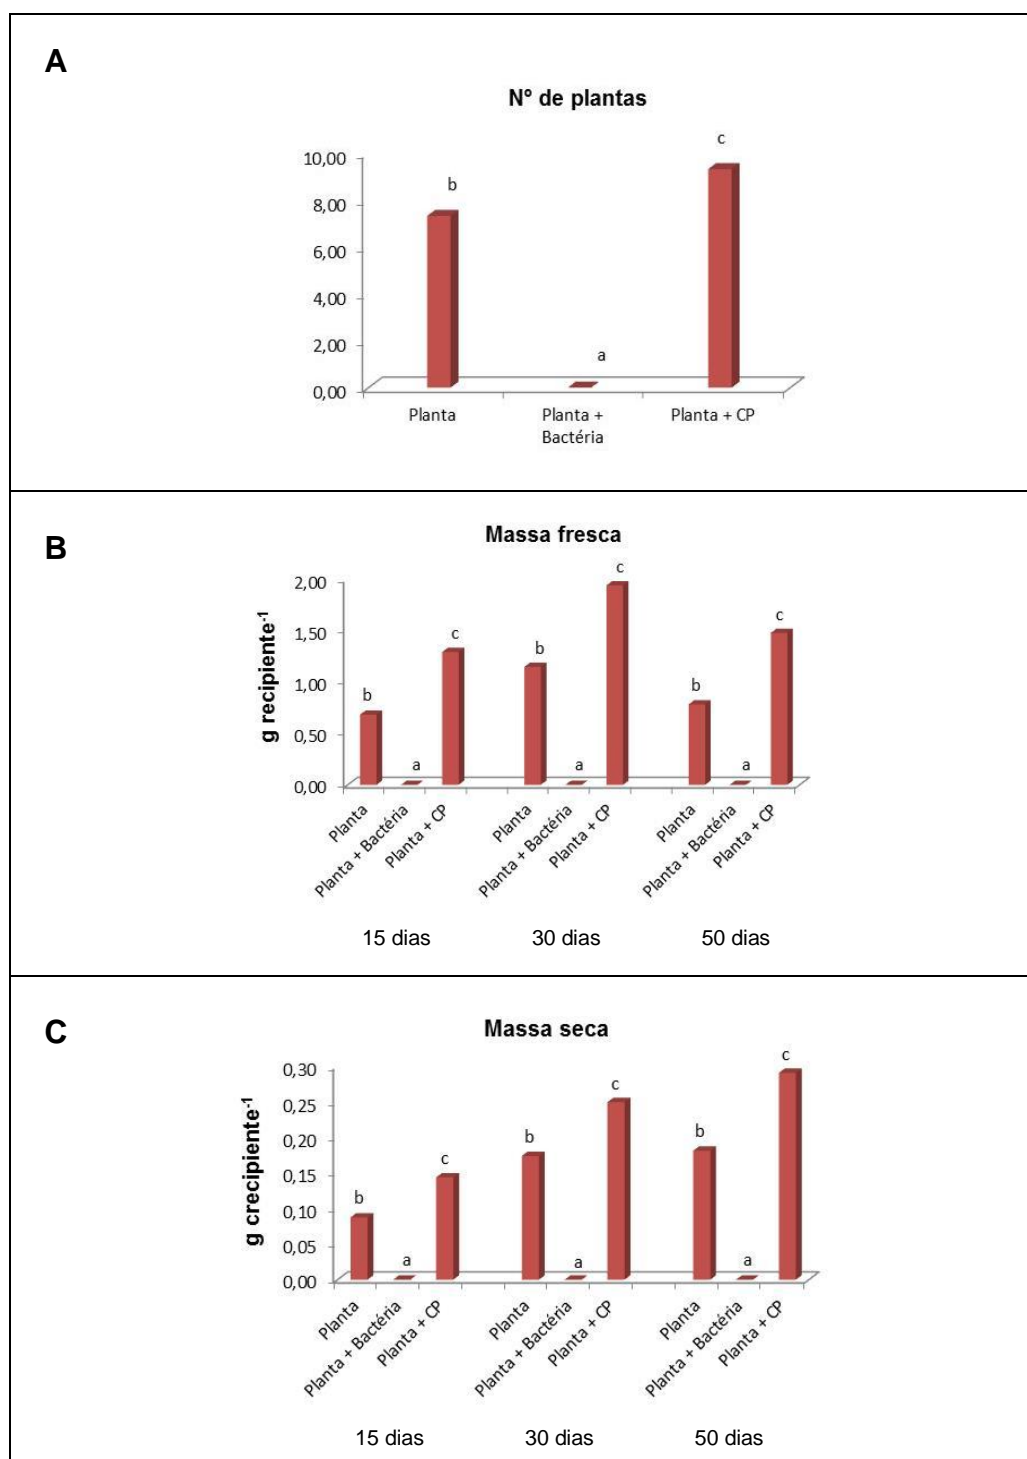 A
Nº de plantas
c
10,00
b
8,00
6,00
4,00
2,00
a
0,00
Planta
Planta +
Bactéria
Planta + CP
B
Massa fresca
g recipiente-1
2,00
1,50
1,00
0,50
0,00
b
a
c
b
a
c
b
a
c
Planta
Planta + Bactéria
Planta + CP
Planta
Planta + Bactéria
Planta + CP
Planta
Planta + Bactéria
Planta + CP
15 dias
30 dias
50 dias
C
Massa seca
g crecipiente-1
0,30
0,25
0,20
0,15
0,10
0,05
0,00
b
a
c
b
a
c
b
a
c
Planta
Planta + Bactéria
Planta + CP
Planta
Planta + Bactéria
Planta + CP
Planta
Planta + Bactéria
Planta + CP
15 dias
30 dias
50 dias